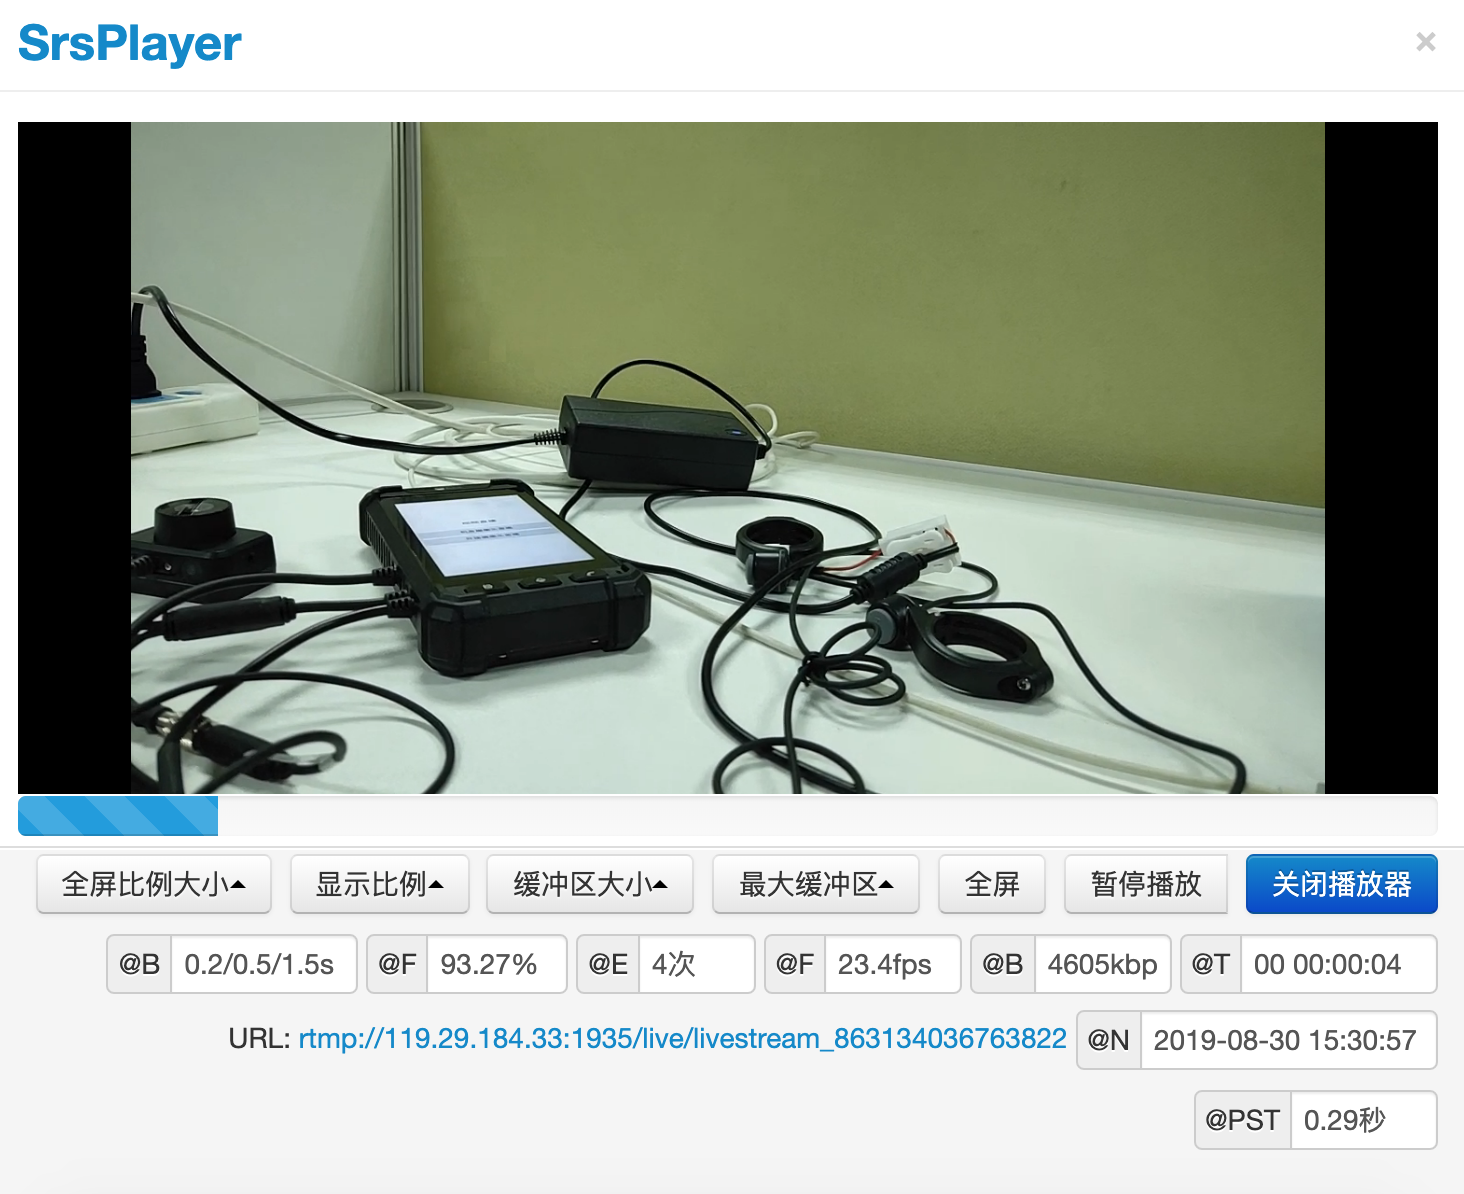 SrsPlayer
×
全屏比例大小 显示比例 缓冲区大小 最大缓冲区 全屏 暂停播放 关闭播放器
@B 0.2/0.5/1.5s @F 93.27% @E 4次 @F 23.4fps @B 4605kbp @T 00 00:00:04
URL: rtmp://119.29.184.33:1935/live/livestream_863134036763822 @N 2019-08-30 15:30:57
@PST 0.29秒